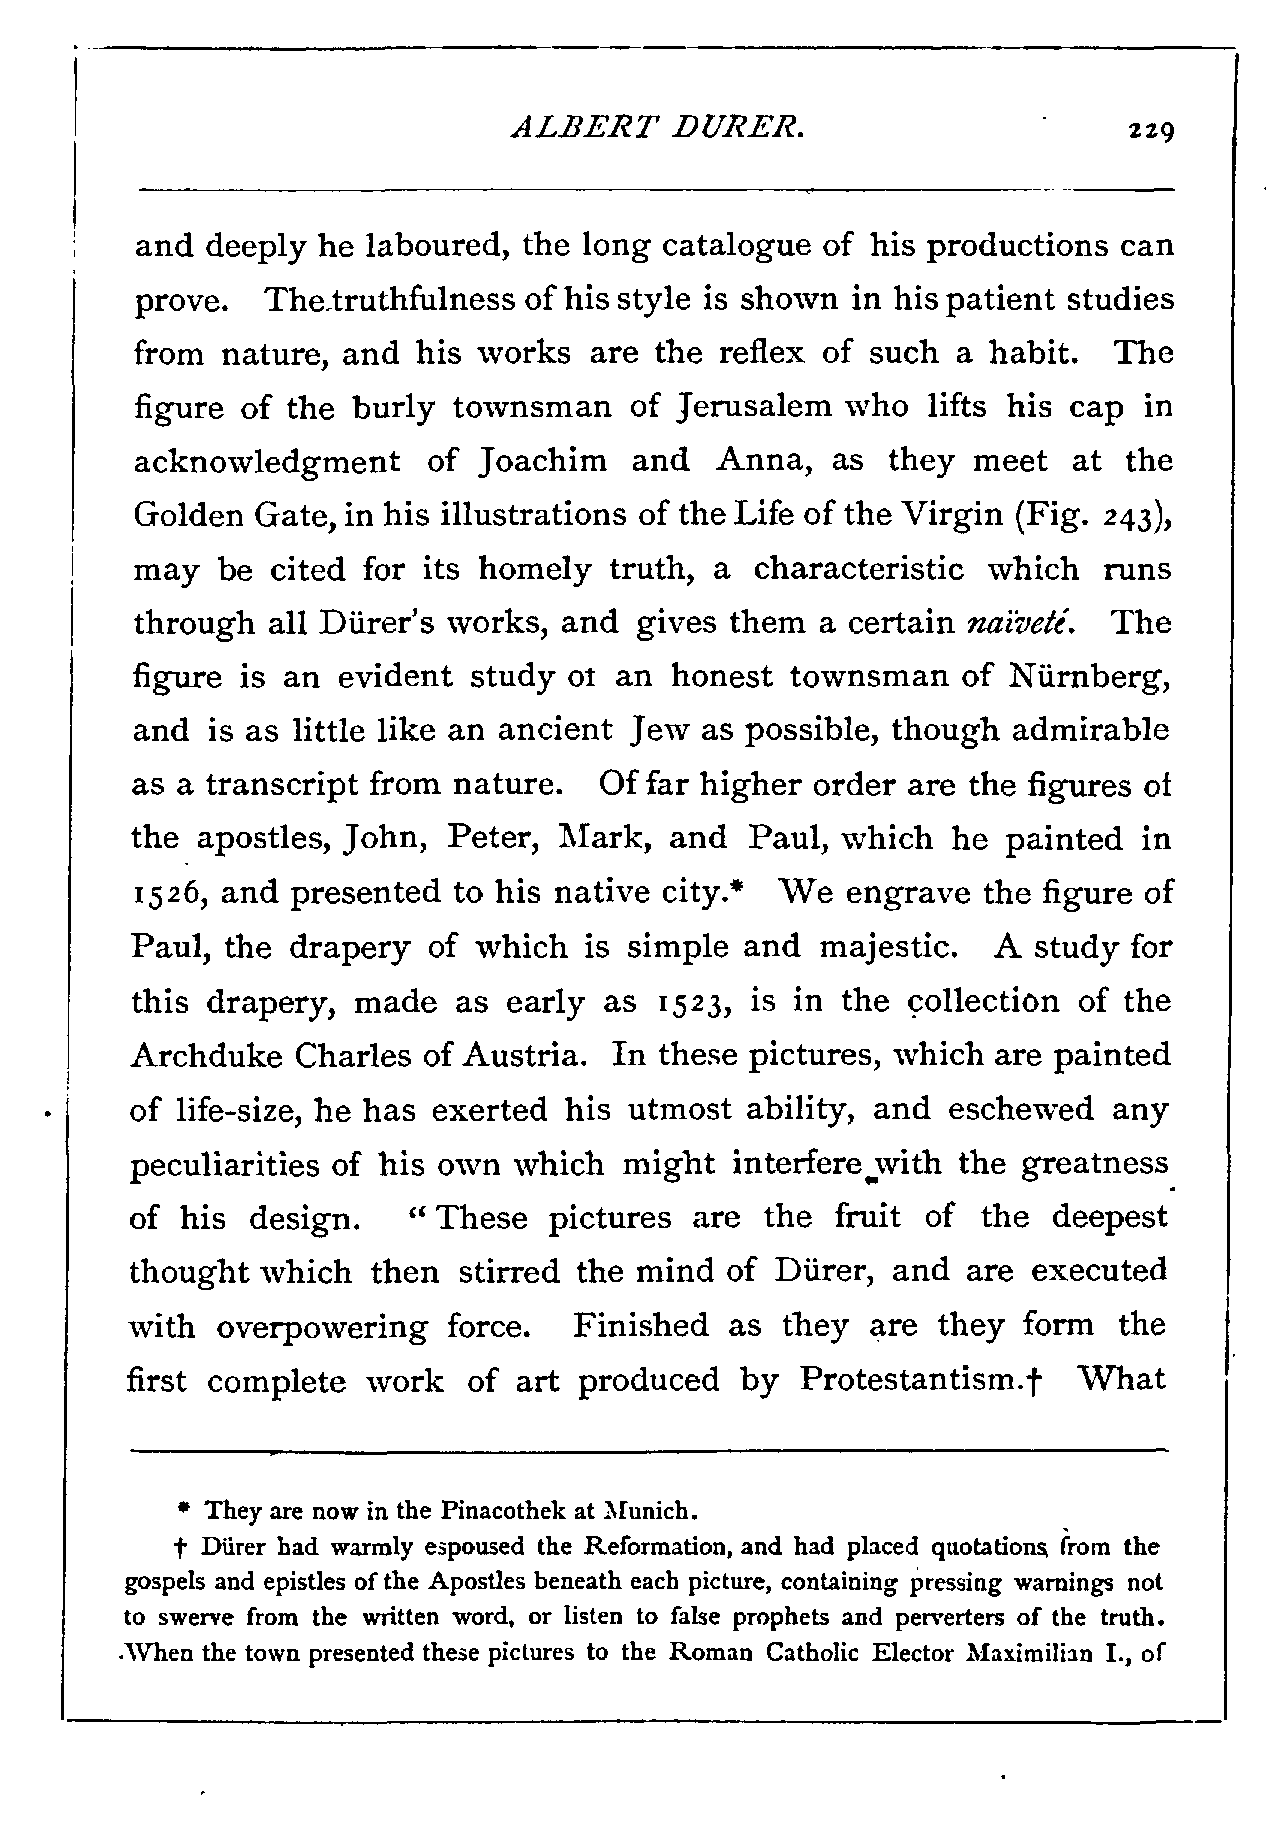 ALBERT DURER. 229
and deeply he laboured, the long catalogue of his productions can
prove. The truthfulness of his style is shown in his patient studies
from nature, and his works are the reflex of such a habit. The
figure of the burly townsman of Jerusalem who lifts his cap in
acknowledgment of Joachim and Anna, as they meet at the
Golden Gate, in his illustrations of the Life of the Virgin (Fig. 243),
may be cited for its homely truth, a characteristic which runs
through all Dürer's works, and gives them a certain naïveté. The
figure is an evident study of an honest townsman of Nürnberg,
and is as little like an ancient Jew as possible, though admirable
as a transcript from nature. Of far higher order are the figures of
the apostles, John, Peter, Mark, and Paul, which he painted in
1526, and presented to his native city.* We engrave the figure of
Paul, the drapery of which is simple and majestic. A study for
this drapery, made as early as 1523, is in the collection of the
Archduke Charles of Austria. In these pictures, which are painted
of life-size, he has exerted his utmost ability, and eschewed any
peculiarities of his own which might interfere with the greatness
of his design. “These pictures are the fruit of the deepest
thought which then stirred the mind of Dürer, and are executed
with overpowering force. Finished as they are they form the
first complete work of art produced by Protestantism.† What
* They are now in the Pinacothek at Munich.
† Dürer had warmly espoused the Reformation, and had placed quotations from the
gospels and epistles of the Apostles beneath each picture, containing pressing warnings not
to swerve from the written word, or listen to false prophets and perverters of the truth.
When the town presented these pictures to the Roman Catholic Elector Maximilian I., of